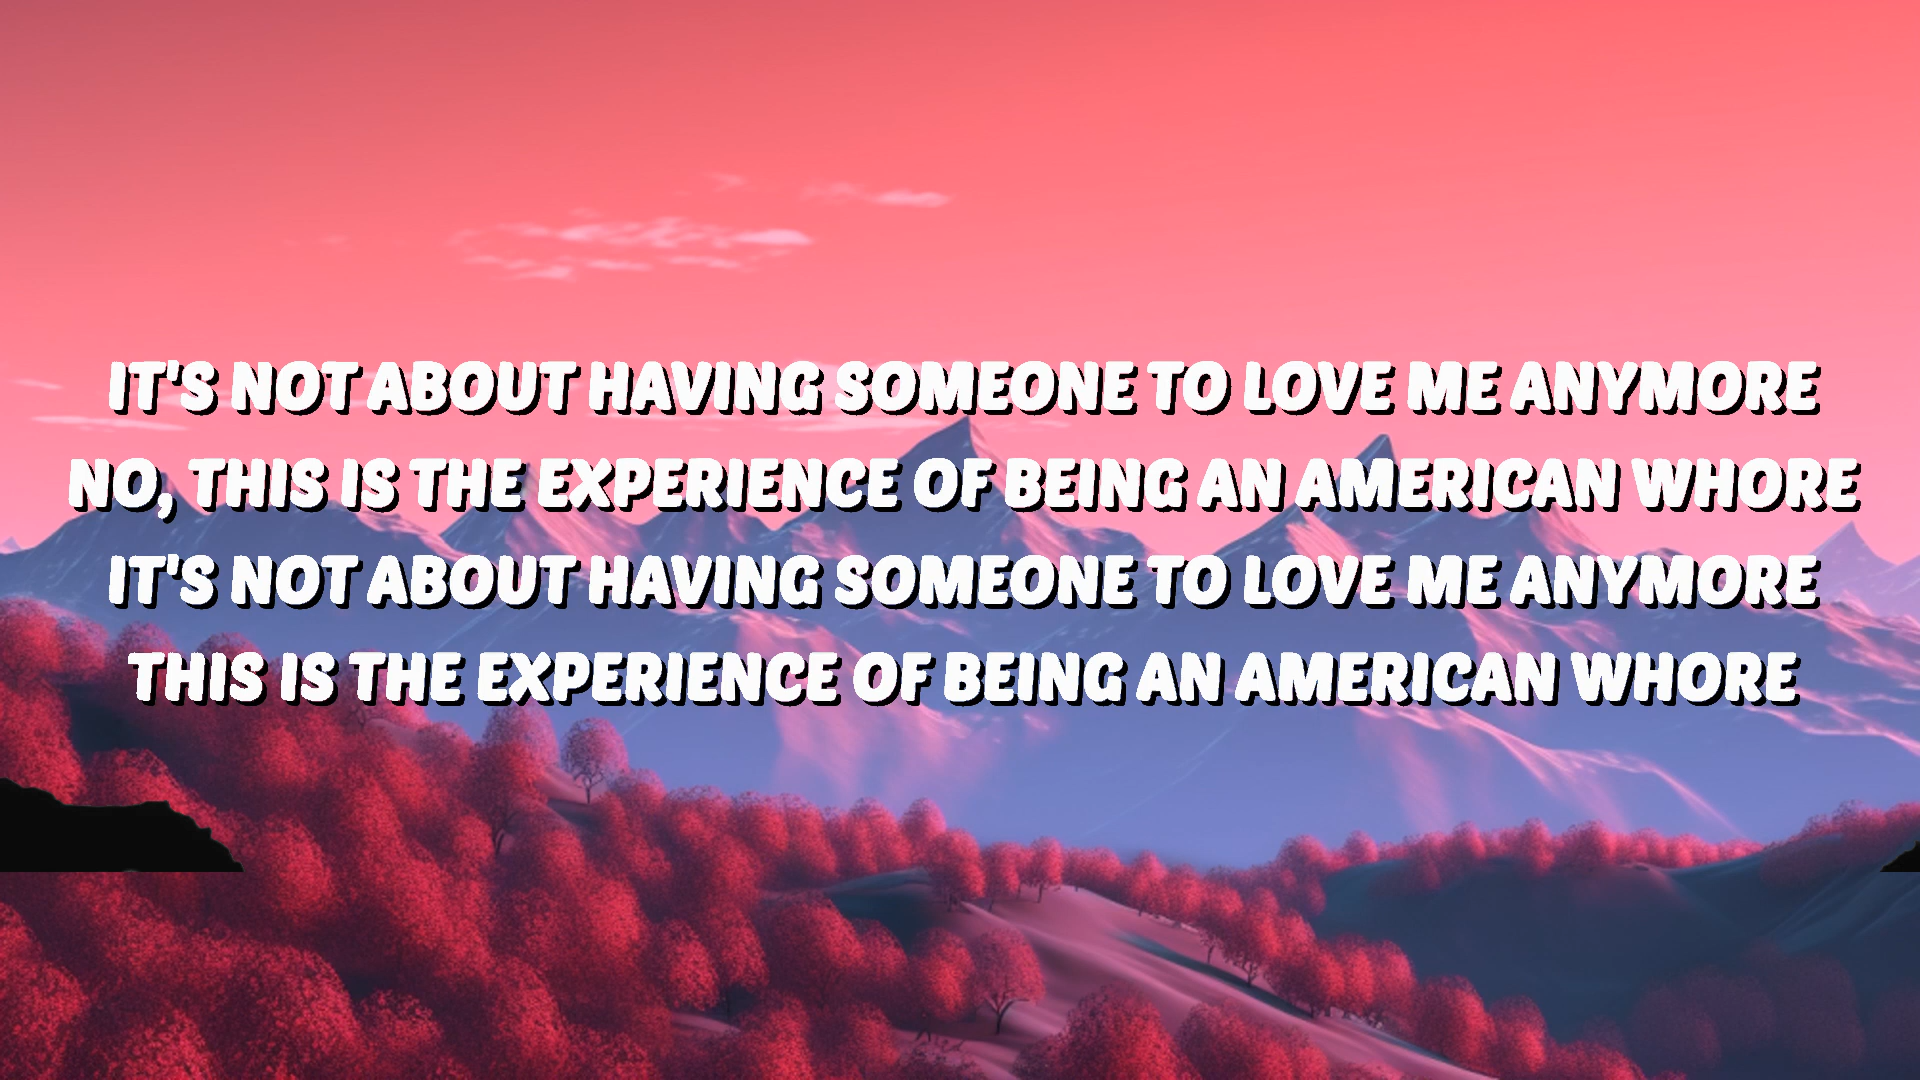 IT'S NOT ABOUT HAVING SOMEONE TO LOVE ME ANYMORE
NO, THIS IS THE EXPERIENCE OF BEING AN AMERICAN WHORE
IT'S NOT ABOUT HAVING SOMEONE TO LOVE ME ANYMORE
THIS IS THE EXPERIENCE OF BEING AN AMERICAN WHORE